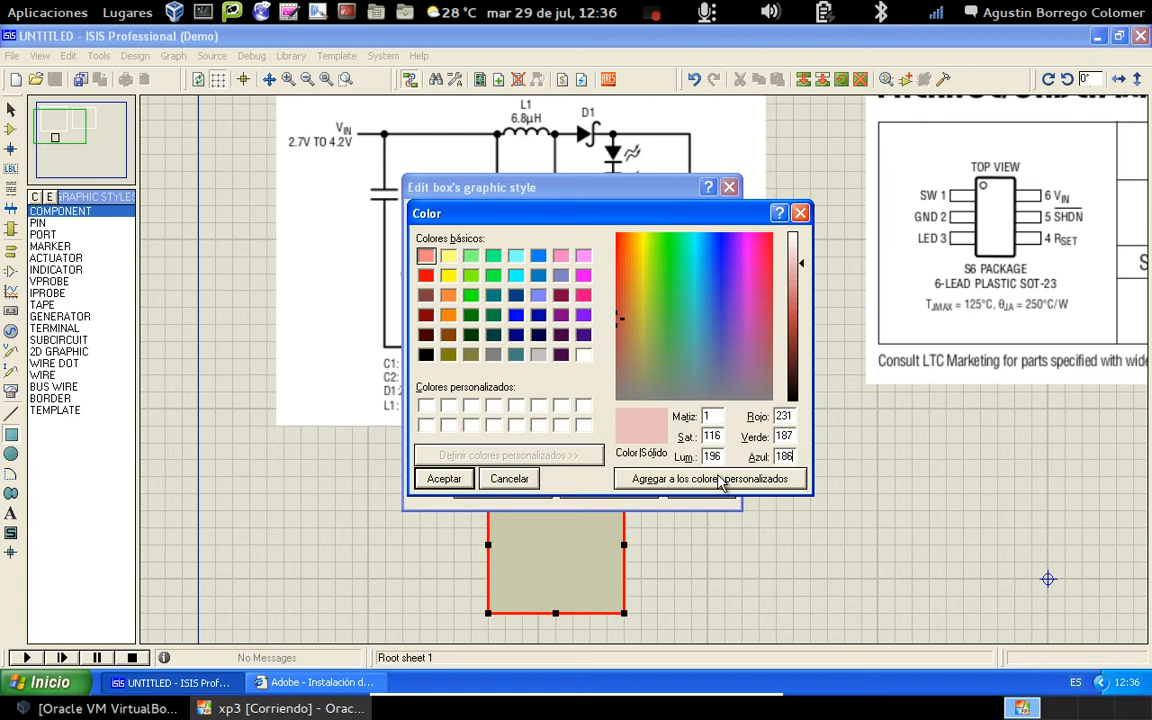 Aplicaciones Lugares 28 °C mar 29 de jul, 12:36 Agustin Borrego Colomer
UNTITLED - ISIS Professional (Demo)
File View Edit Tools Design Graph Source Debug Library Template System Help
0°
LBL
C E GRAPHIC STYLES
COMPONENT
PIN
PORT
MARKER
ACTUATOR
INDICATOR
VPROBE
IPROBE
TAPE
GENERATOR
TERMINAL
SUBCIRCUIT
2D GRAPHIC
WIRE DOT
WIRE
BUS WIRE
BORDER
TEMPLATE
L1
6.8µH
D1
VIN
2.7V TO 4.2V
C1:
C2:
D1:
L1:
TOP VIEW
SW 1
GND 2
LED 3
6 VIN
5 SHDN
4 RSET
S6 PACKAGE
6-LEAD PLASTIC SOT-23
TJMAX = 125°C, θJA = 250°C/W
Consult LTC Marketing for parts specified with wide
Edit box's graphic style
Color
Colores básicos:
Colores personalizados:
Definir colores personalizados >>
Aceptar Cancelar
Color|Sólido
Matiz: 1 Rojo: 231
Sat.: 116 Verde: 187
Lum.: 196 Azul: 186
Agregar a los colores personalizados
No Messages Root sheet 1
Inicio UNTITLED - ISIS Prof... Adobe - Instalación d... ES 12:36
[Oracle VM VirtualBo... xp3 [Corriendo] - Orac...